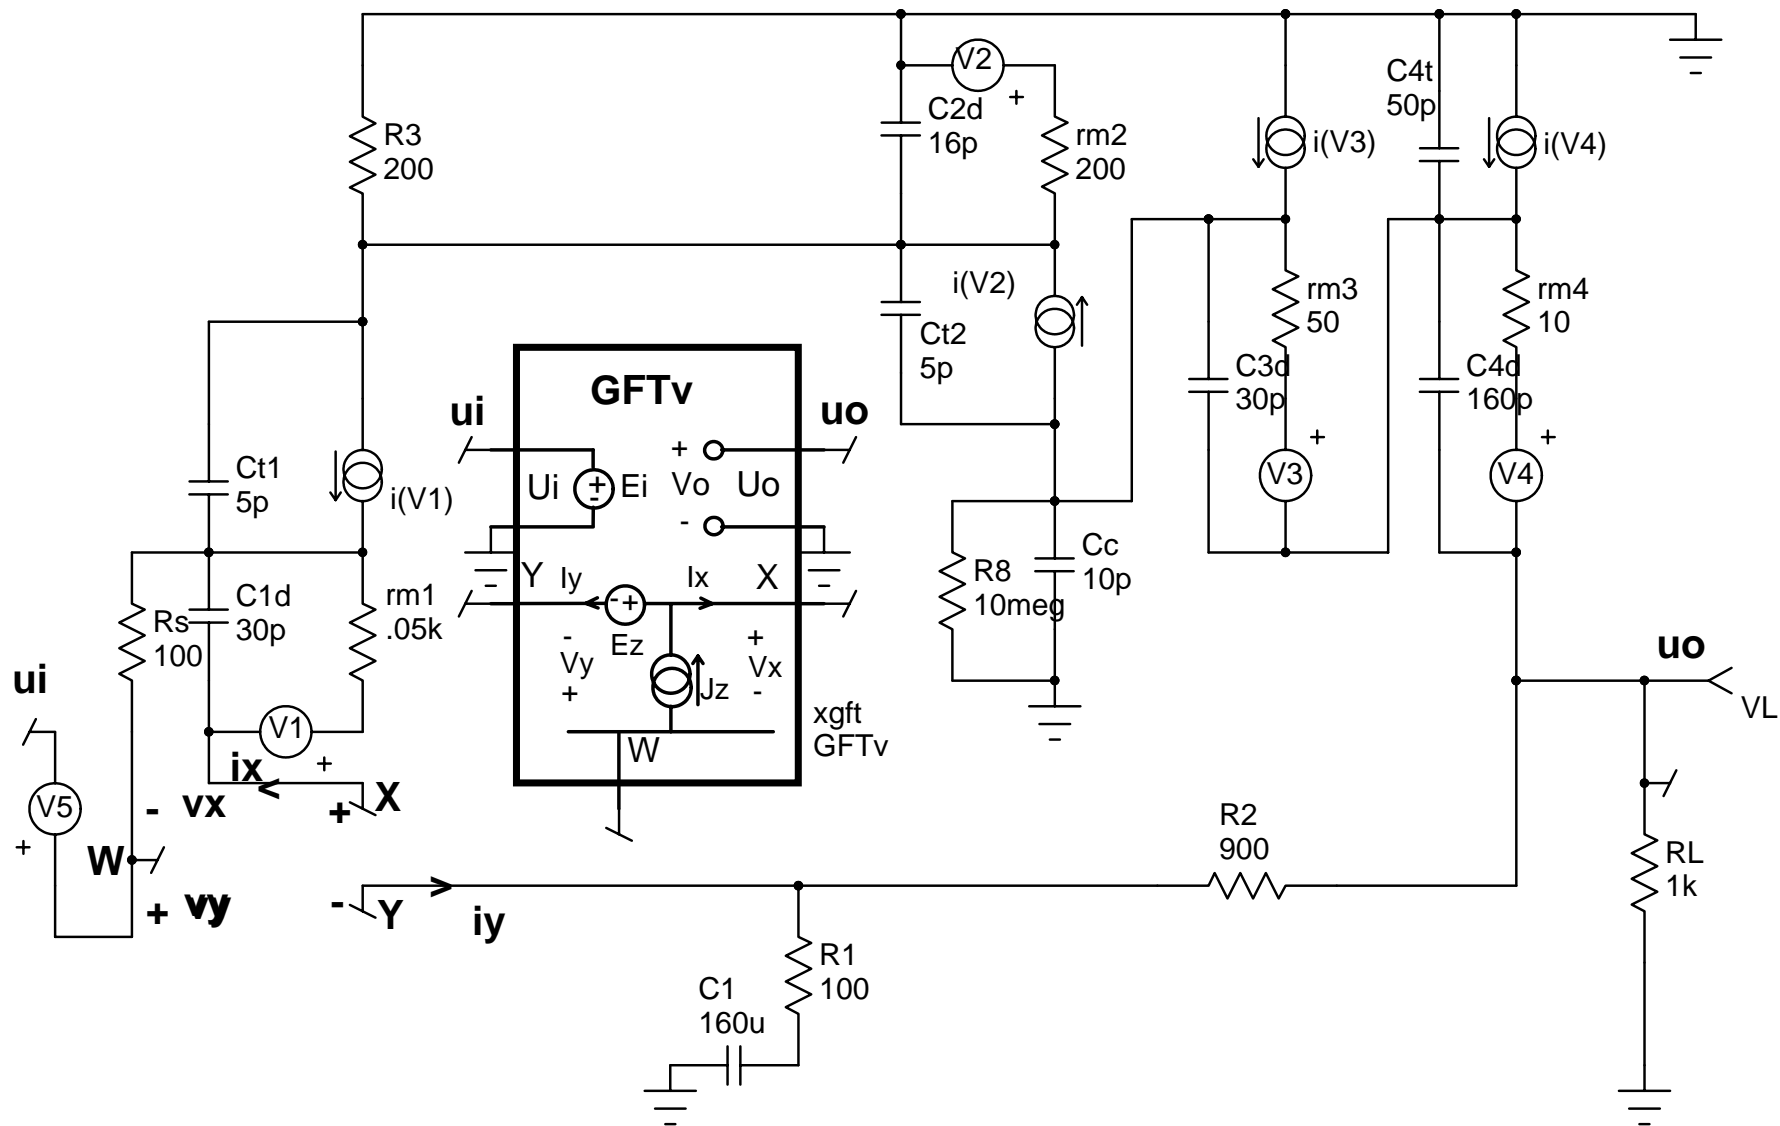 V2
+
C4t
50p
C2d
16p
R3
200
rm2
200
i(V3)
i(V4)
i(V2)
Ct2
5p
rm3
50
rm4
10
C3d
30p
C4d
160p
GFTv
ui
uo
+
Ui
+
-
Ei
Vo
Uo
-
Ct1
5p
i(V1)
+
V3
+
V4
Y
Iy
Ix
X
- +
Ez
-
Vy
+
+
Vx
-
Jz
W
xgft
GFTv
R8
10meg
Cc
10p
C1d
30p
rm1
.05k
Rs
100
ui
uo
VL
V1
+
V5
+
ix
<
- vx
+ X
W
+ vy
- Y
>
iy
R2
900
RL
1k
R1
100
C1
160u